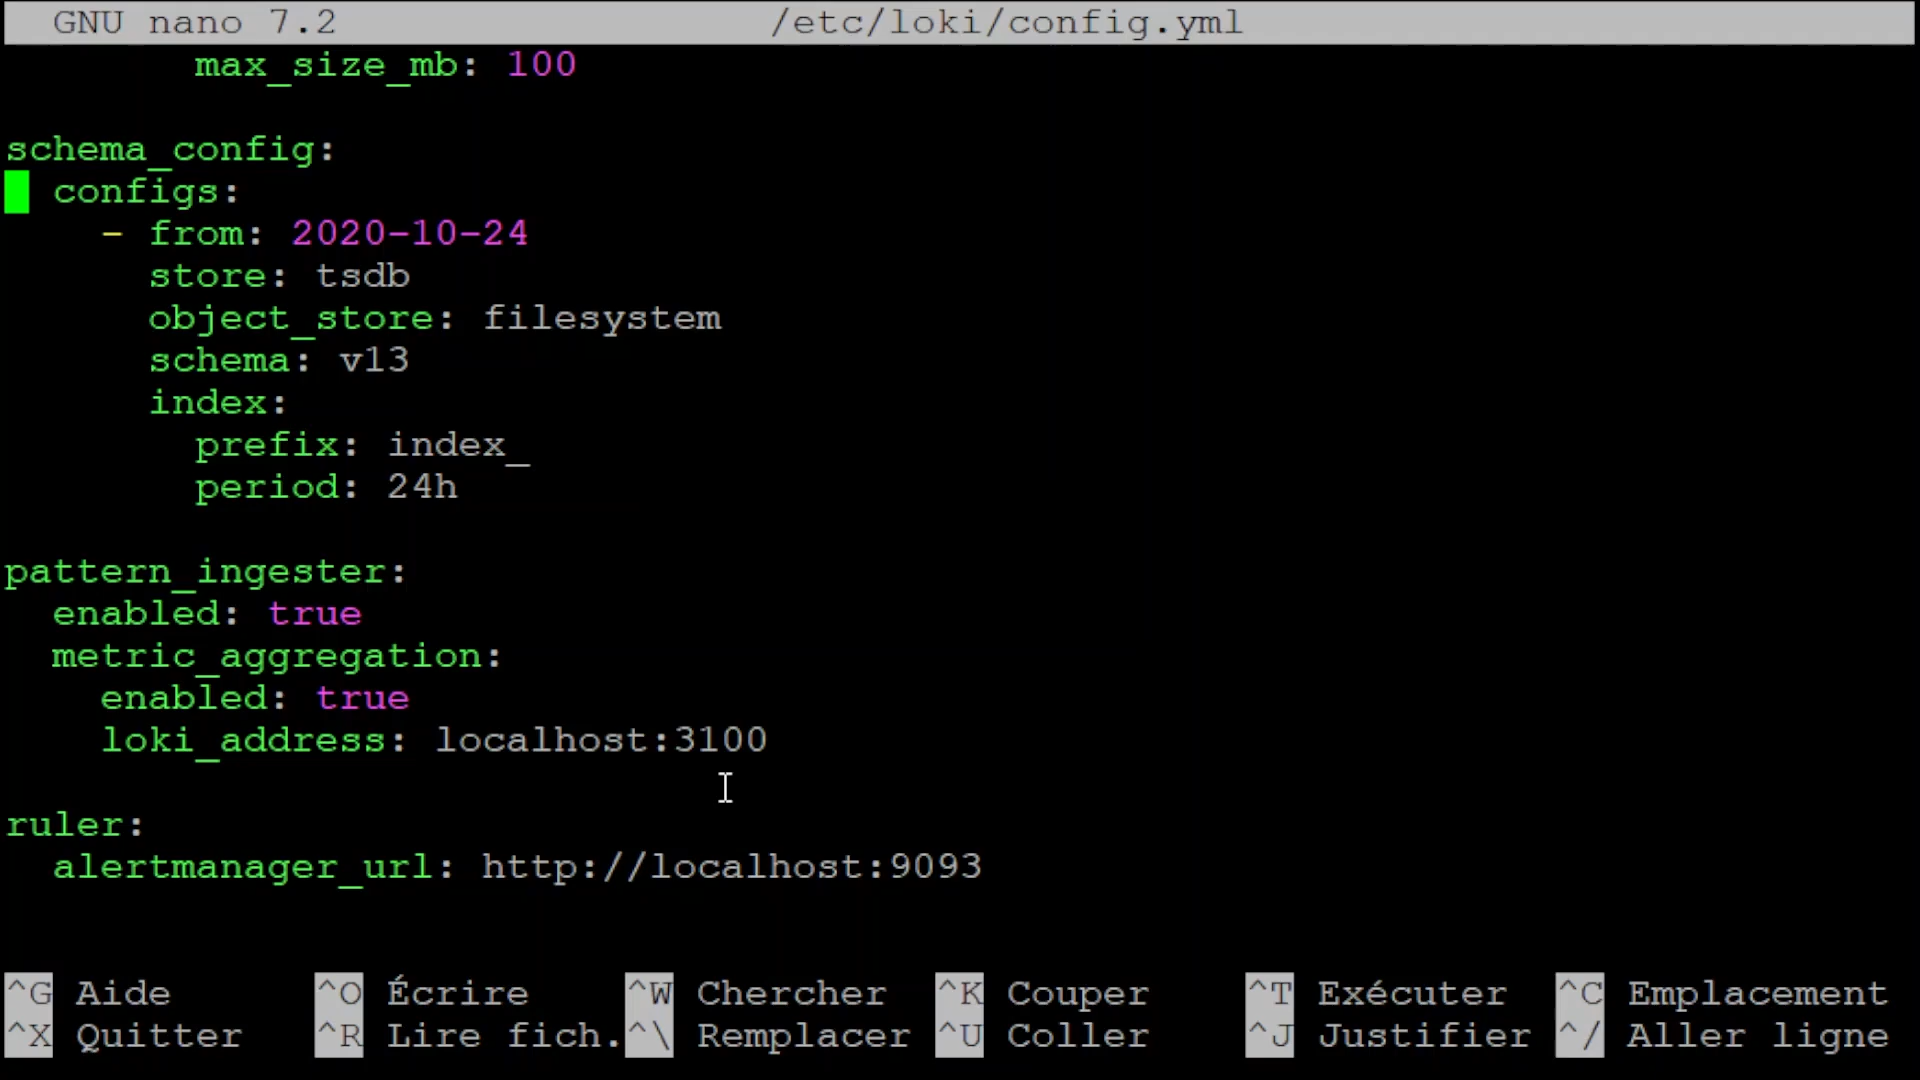 GNU nano 7.2 /etc/loki/config.yml
max_size_mb: 100
schema_config:
configs:
- from: 2020-10-24
store: tsdb
object_store: filesystem
schema: v13
index:
prefix: index_
period: 24h
pattern_ingester:
enabled: true
metric_aggregation:
enabled: true
loki_address: localhost:3100
ruler:
alertmanager_url: http://localhost:9093
^G Aide ^O Écrire ^W Chercher ^K Couper ^T Exécuter ^C Emplacement
^X Quitter ^R Lire fich. ^\ Remplacer ^U Coller ^J Justifier ^/ Aller ligne